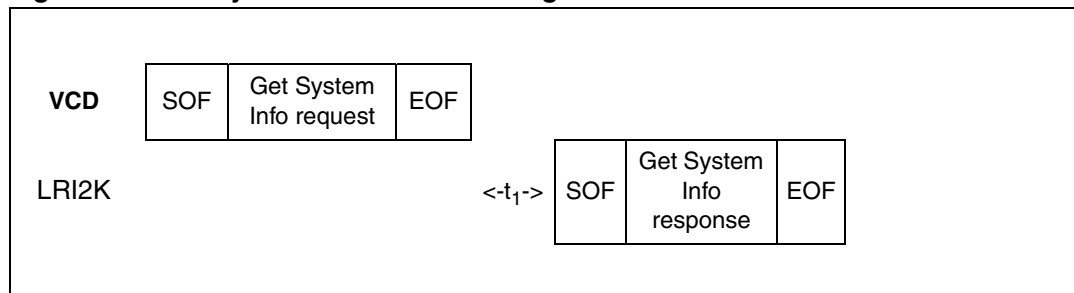 VCD
SOF
Get System
Info request
EOF
LRI2K
<-t1->
SOF
Get System
Info
response
EOF